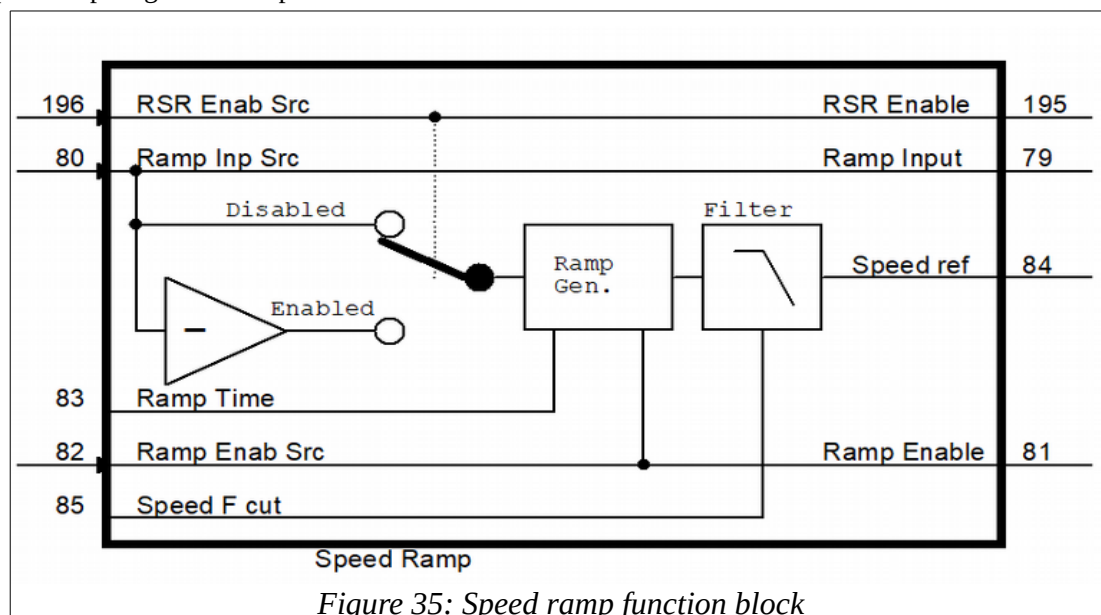 196 RSR Enab Src RSR Enable 195
80 Ramp Inp Src Ramp Input 79
Disabled Filter
Ramp
Gen.
Speed ref 84
Enabled
–
83 Ramp Time
82 Ramp Enab Src Ramp Enable 81
85 Speed F cut
Speed Ramp
Figure 35: Speed ramp function block